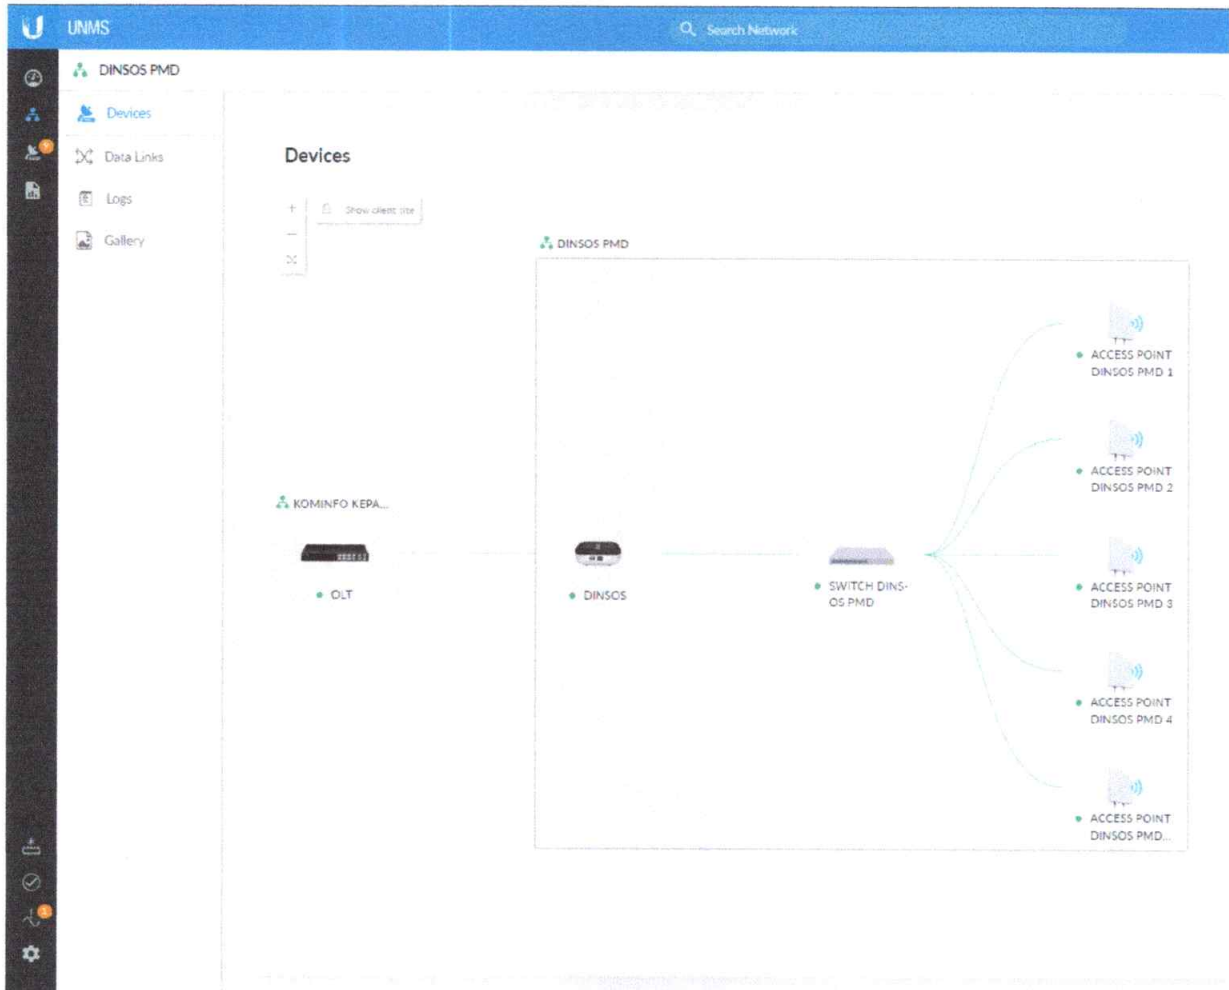 UNMS
Search Network
DINSOS PMD
Devices
Data Links
Logs
Gallery
Devices
+
Show client site
DINSOS PMD
ACCESS POINT
DINSOS PMD 1
ACCESS POINT
DINSOS PMD 2
KOMINFO KEPA...
OLT
DINSOS
SWITCH DINS-
OS PMD
ACCESS POINT
DINSOS PMD 3
ACCESS POINT
DINSOS PMD 4
ACCESS POINT
DINSOS PMD...